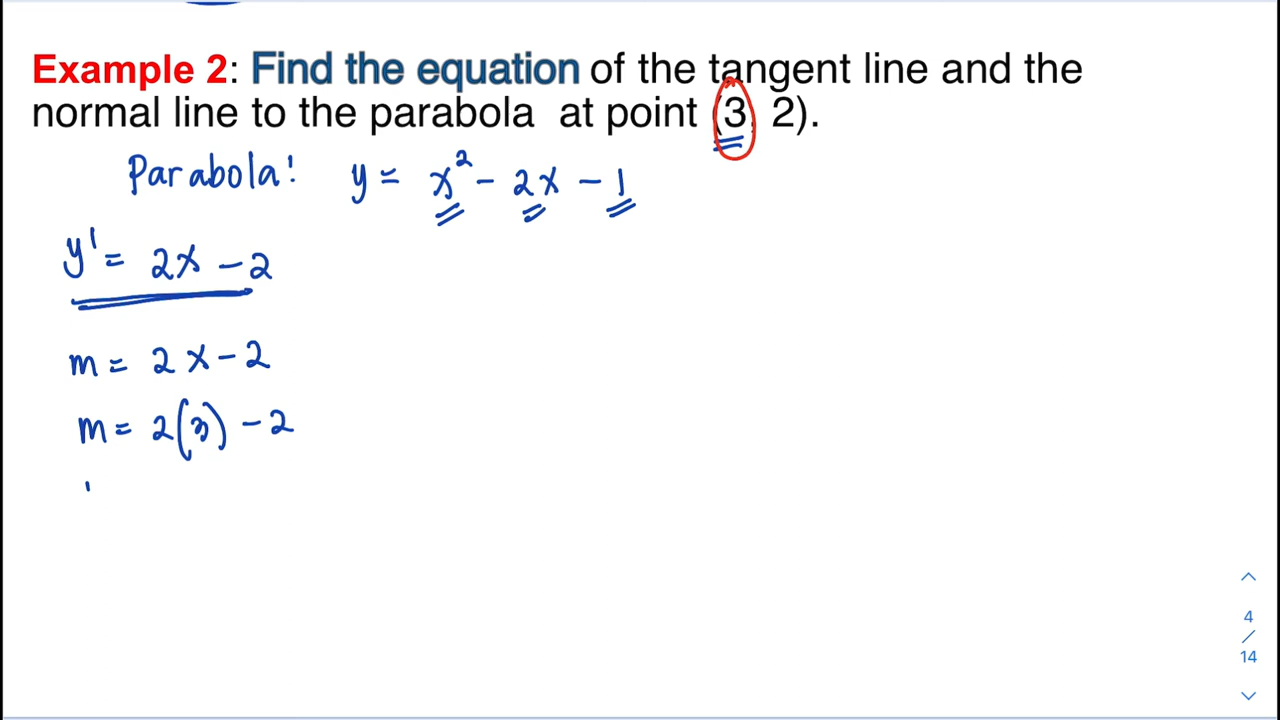 Example 2: Find the equation of the tangent line and the
normal line to the parabola at point (3, 2).
Parabola! y = x² - 2x - 1
y' = 2x - 2
m = 2x - 2
m = 2(3) - 2
4
/
14